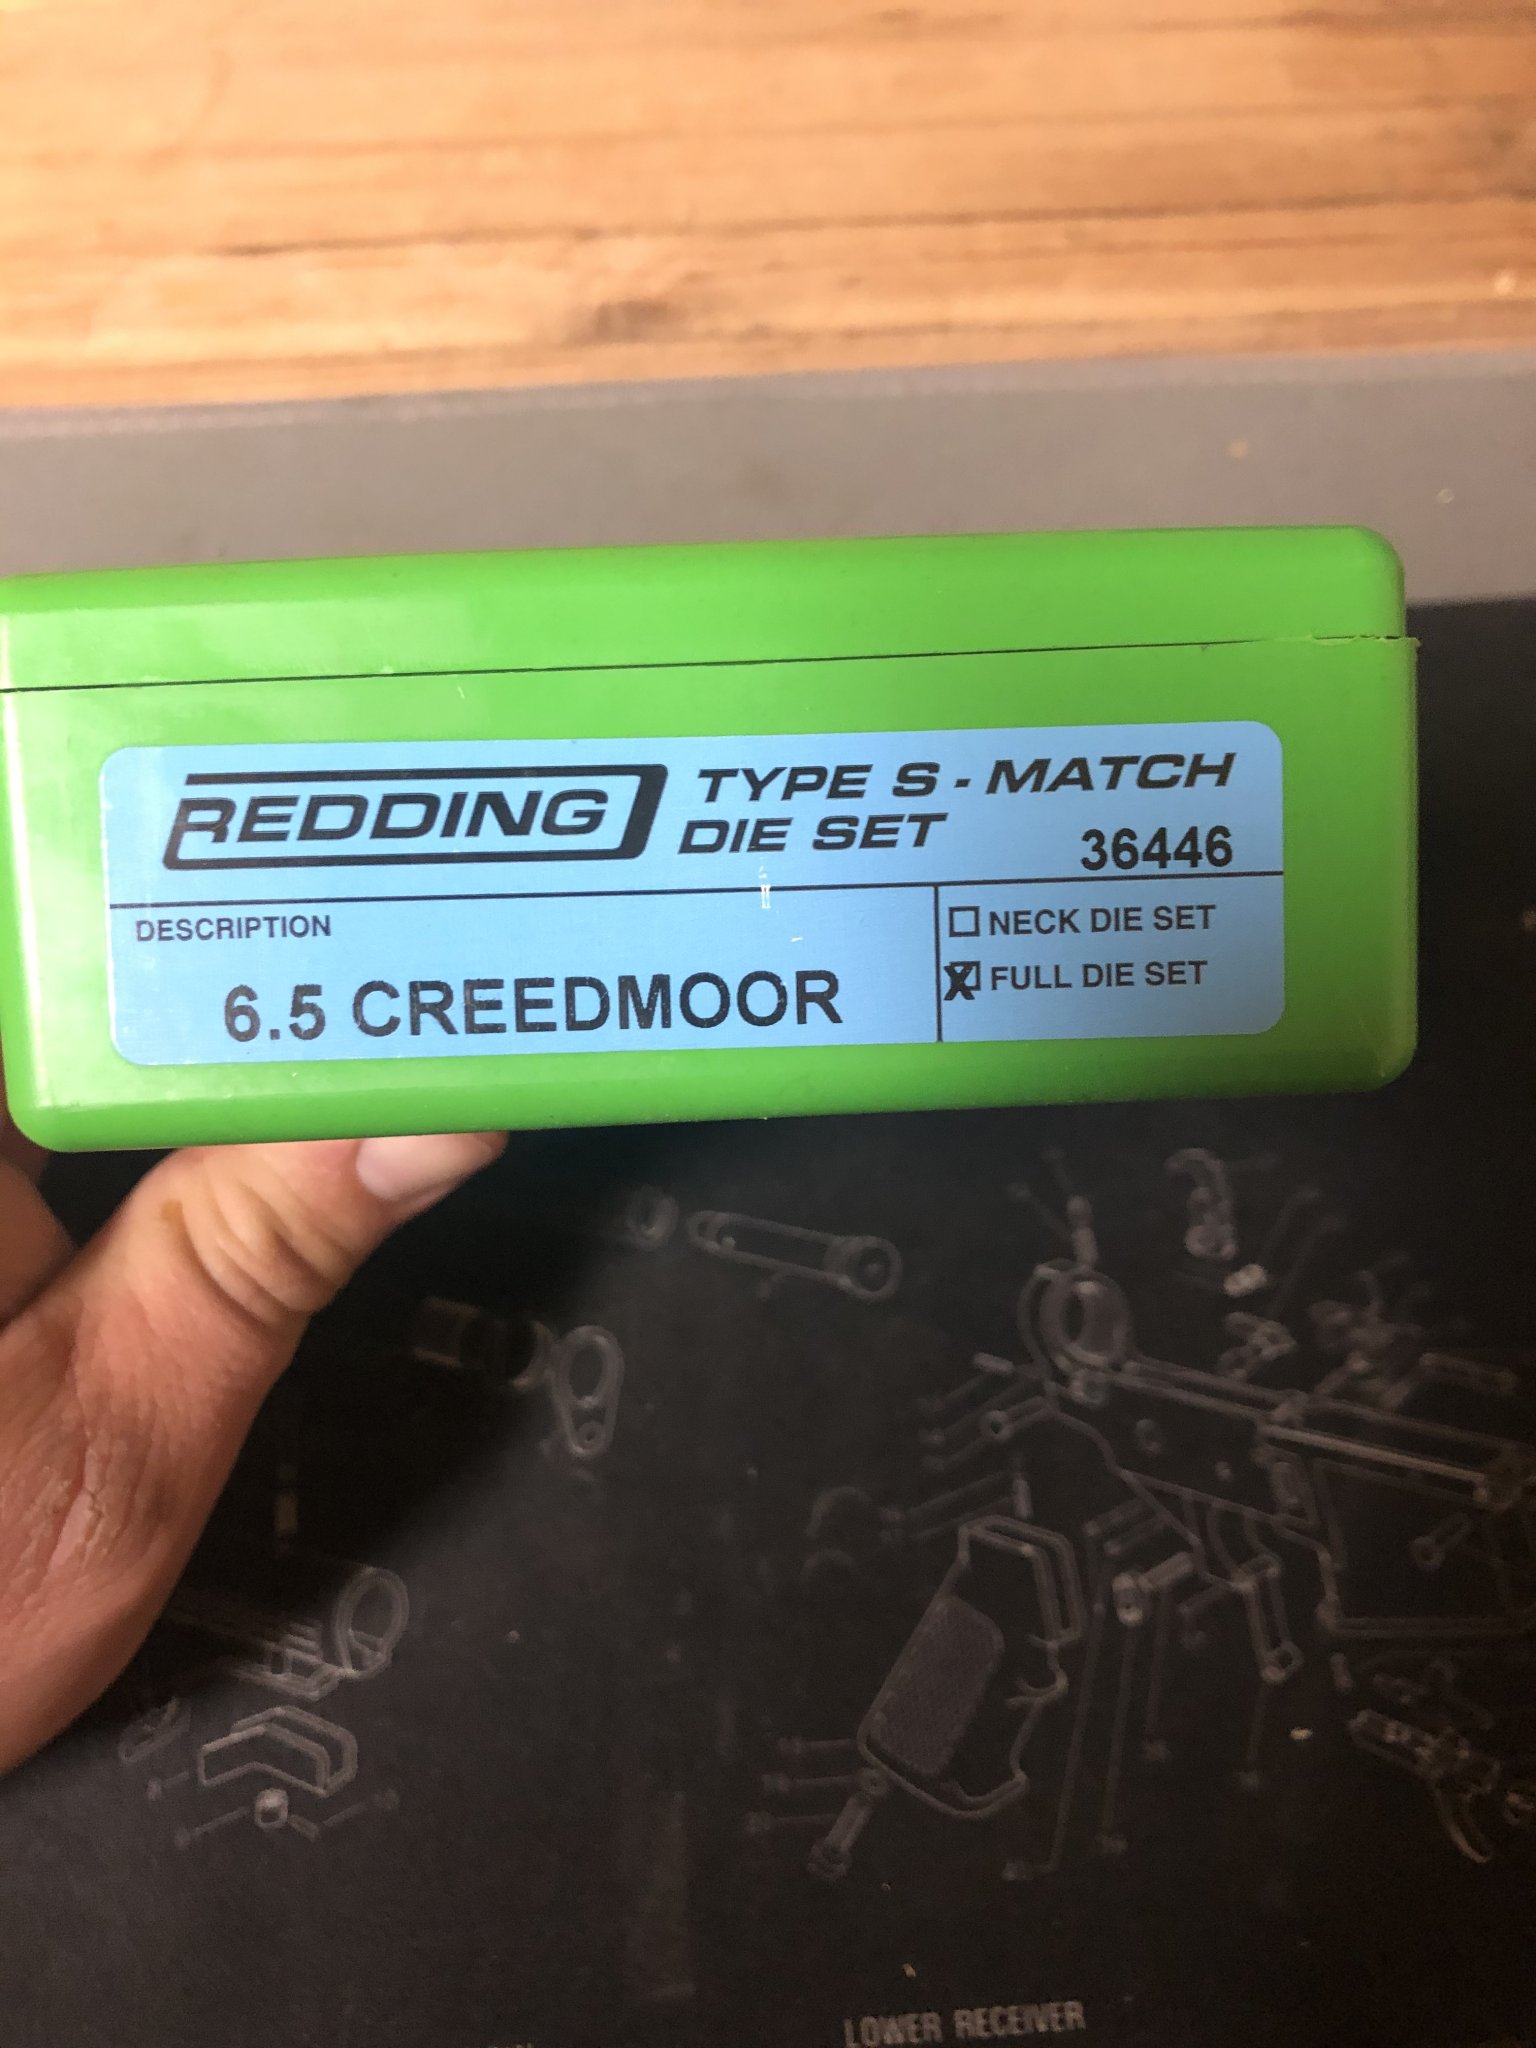 REDDING
TYPE S - MATCH
DIE SET
36446
DESCRIPTION
6.5 CREEDMOOR
NECK DIE SET
X FULL DIE SET
LOWER RECEIVER